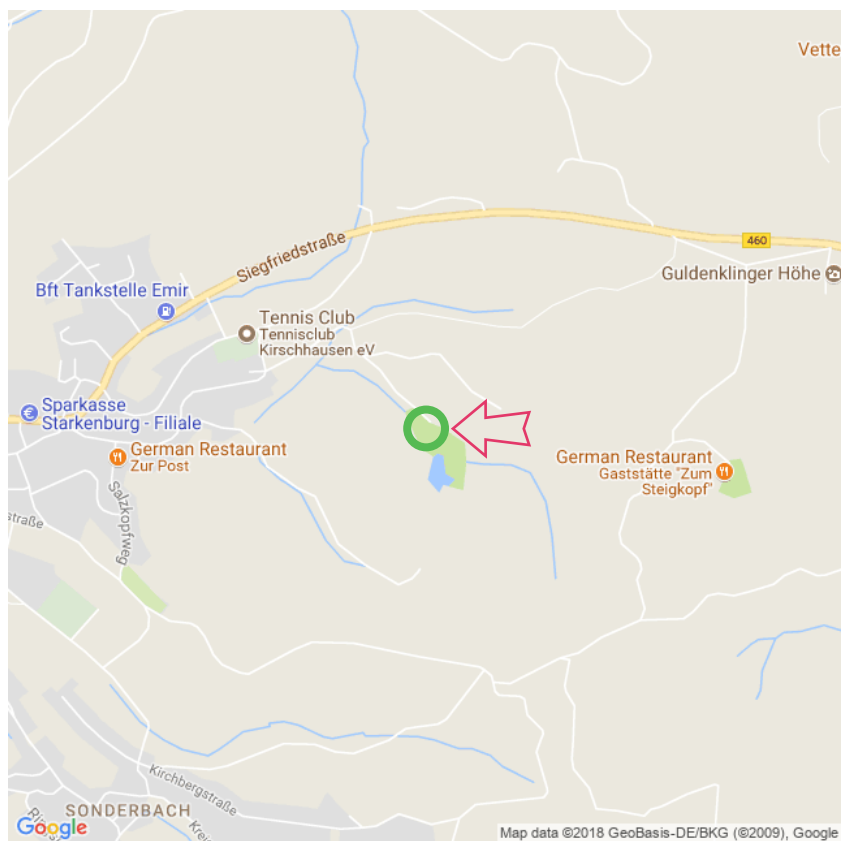 Vette
Siegfriedstraße
460
Guldenklinger Höhe
Bft Tankstelle Emir
Tennis Club
Tennisclub
Kirschhausen eV
Sparkasse
Starkenburg - Filiale
German Restaurant
Zur Post
German Restaurant
Gaststätte "Zum
Steigkopf"
Salzkopfweg
straße
Kirchbergstraße
SONDERBACH
Google
Map data ©2018 GeoBasis-DE/BKG (©2009), Google